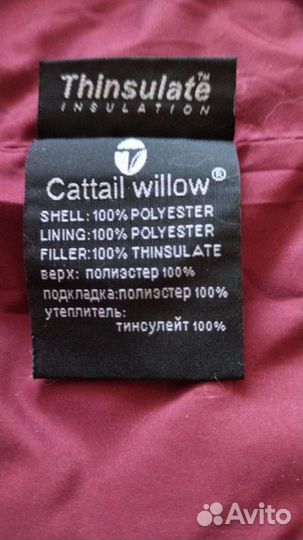 Thinsulate™
INSULATION
Cattail willow®
SHELL: 100% POLYESTER
LINING: 100% POLYESTER
FILLER: 100% THINSULATE
верх: полиэстер 100%
подкладка:полиэстер 100%
утеплитель:
тинсулейт 100%
Avito